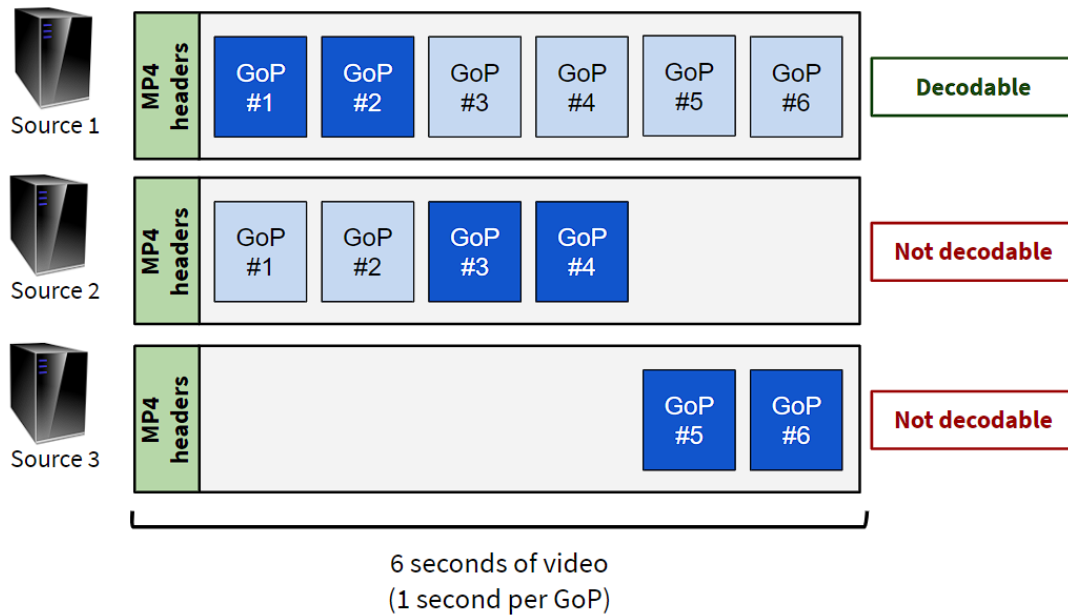 MP4
headers
GoP
#1
GoP
#2
GoP
#3
GoP
#4
GoP
#5
GoP
#6
Decodable
Source 1
MP4
headers
GoP
#1
GoP
#2
GoP
#3
GoP
#4
Not decodable
Source 2
MP4
headers
GoP
#5
GoP
#6
Not decodable
Source 3
6 seconds of video
(1 second per GoP)